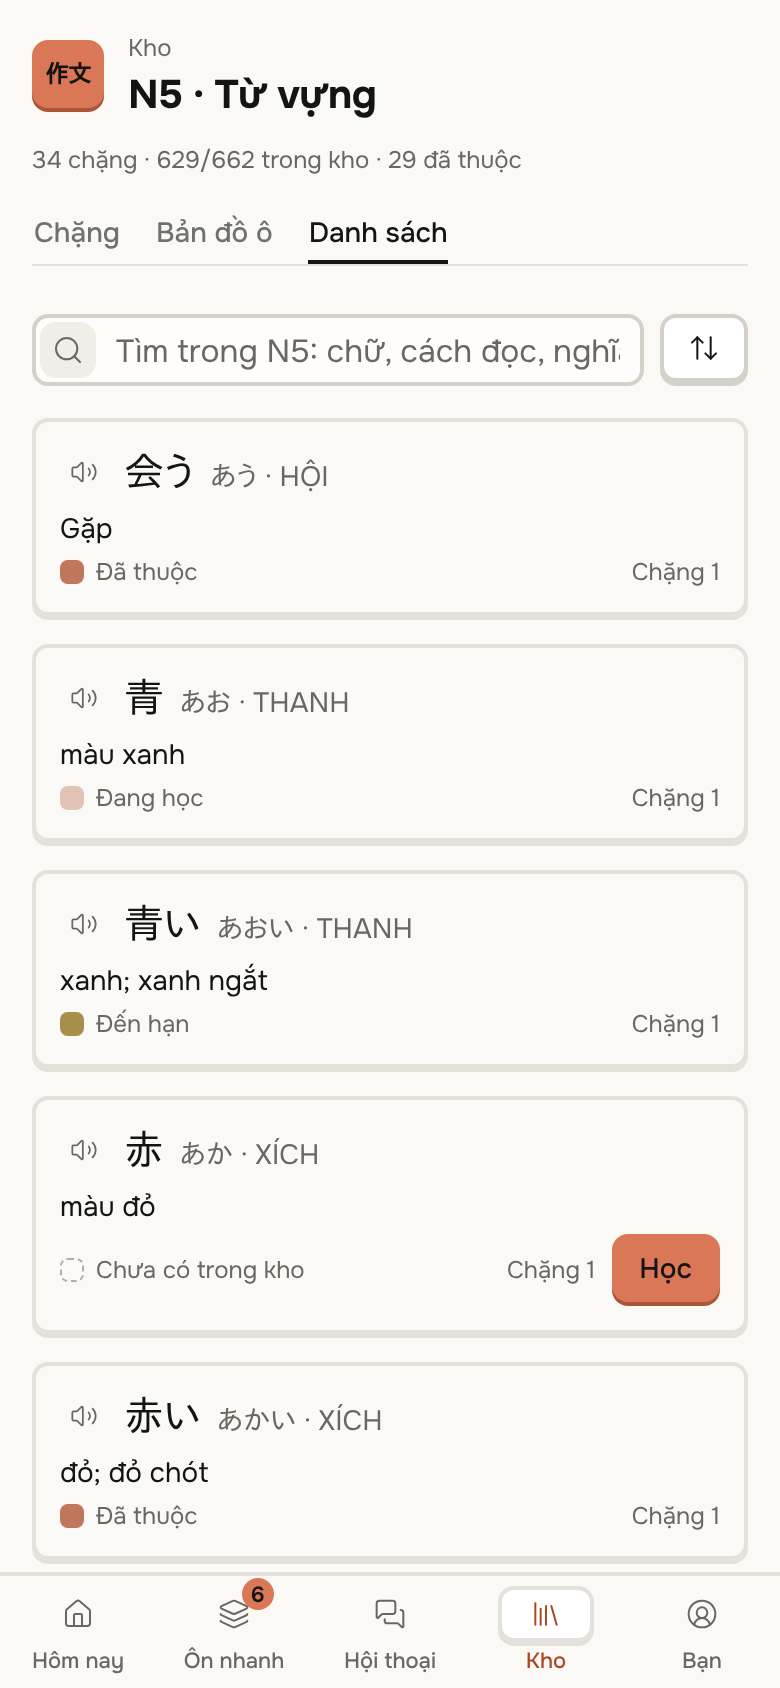 作文
Kho
N5 · Từ vựng
34 chặng · 629/662 trong kho · 29 đã thuộc
Chặng Bản đồ ô Danh sách
Tìm trong N5: chữ, cách đọc, nghĩ
会う あう · HỘI
Gặp
Đã thuộc Chặng 1
青 あお · THANH
màu xanh
Đang học Chặng 1
青い あおい · THANH
xanh; xanh ngắt
Đến hạn Chặng 1
赤 あか · XÍCH
màu đỏ
Chưa có trong kho Chặng 1 Học
赤い あかい · XÍCH
đỏ; đỏ chót
Đã thuộc Chặng 1
6
Hôm nay Ôn nhanh Hội thoại Kho Bạn